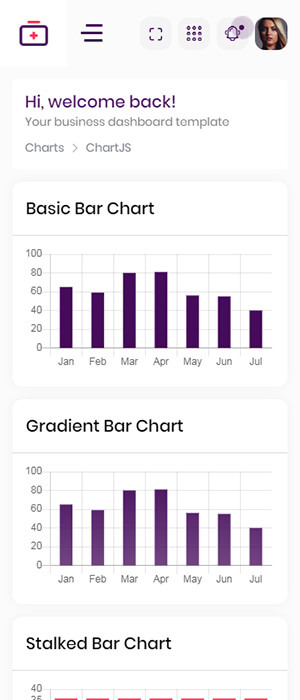 Hi, welcome back!
Your business dashboard template
Charts > ChartJS
Basic Bar Chart
100
80
60
40
20
0
Jan Feb Mar Apr May Jun Jul
Gradient Bar Chart
100
80
60
40
20
0
Jan Feb Mar Apr May Jun Jul
Stalked Bar Chart
40
35